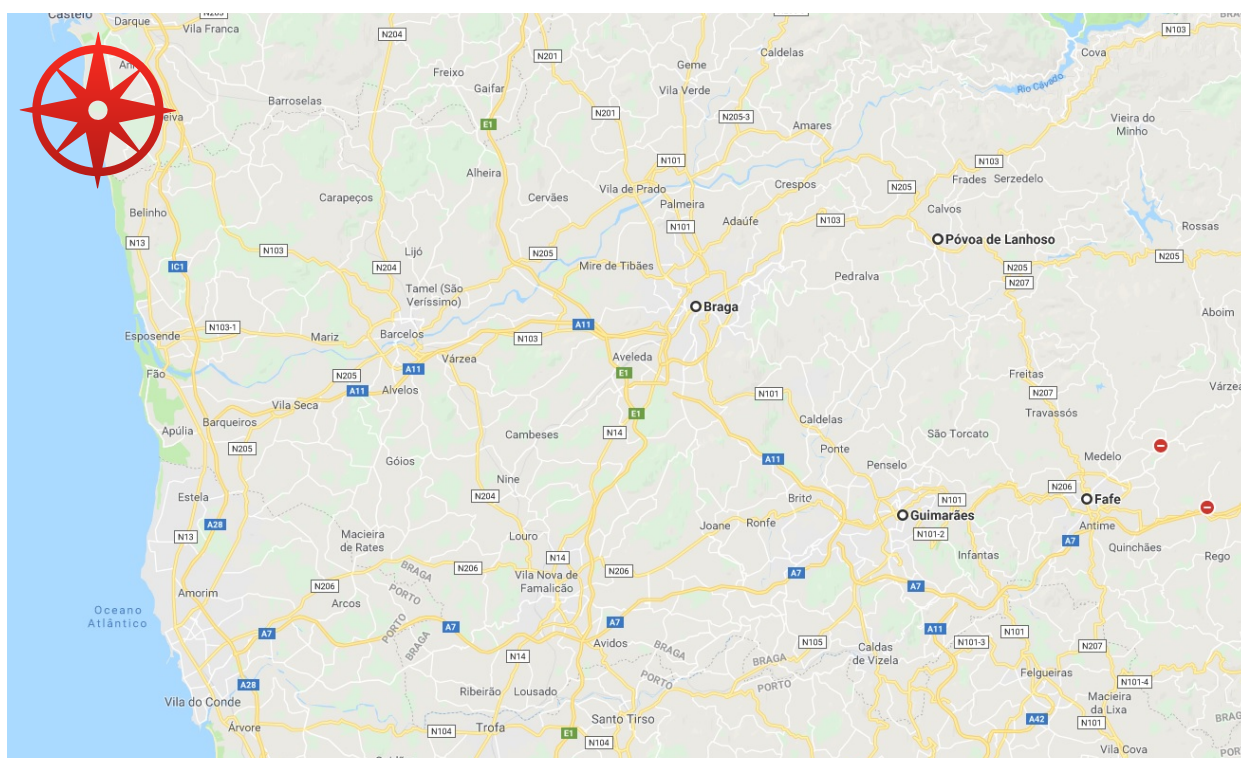 Castelo
Darque
N203
Vila Franca
N204
N201
Caldelas
Geme
Cova
N103
BRAG
Freixo
Gaifar
Vila Verde
Rio Cávado
Barroselas
N201
N205-3
Vieira do
Minho
E1
Amares
N101
N103
Alheira
Vila de Prado
Crespos
N205
Frades
Serzedelo
Carapeços
Cervães
Palmeira
Calvos
Belinho
Adaúfe
N103
N101
Rossas
N13
N103
Lijó
N205
Póvoa de Lanhoso
N205
IC1
N204
Mire de Tibães
Pedralva
N205
N207
Tamel (São
Veríssimo)
Braga
Aboim
Esposende
N103-1
Mariz
Barcelos
A11
N103
Várzea
Aveleda
Fão
N205
A11
E1
Freitas
A11
Alvelos
N101
N207
Várzea
Vila Seca
E1
Travassós
Barqueiros
Caldelas
Apúlia
N205
Cambeses
N14
São Torcato
Ponte
Góios
A11
Penselo
Medelo
Nine
N206
Estela
N204
Brito
N101
Fafe
Guimarães
A28
Joane
Ronfe
Antime
N13
Macieira
de Rates
Louro
N101-2
A7
Quinchães
Infantas
Rego
N14
BRAGA
PORTO
N206
Vila Nova de
Famalicão
N206
A7
N206
A7
Amorim
Arcos
Oceano
Atlântico
PORTO
BRAGA
A7
A7
A7
A11
N101
Avidos
BRAGA
PORTO
N105
N101-3
N207
N14
BRAGA
PORTO
Caldas
de Vizela
Felgueiras
A28
N101-4
Ribeirão
Lousado
Macieira
da Lixa
Vila do Conde
Santo Tirso
A42
N101
BRAG
Árvore
N104
Trofa
E1
N104
Vila Cova
POR